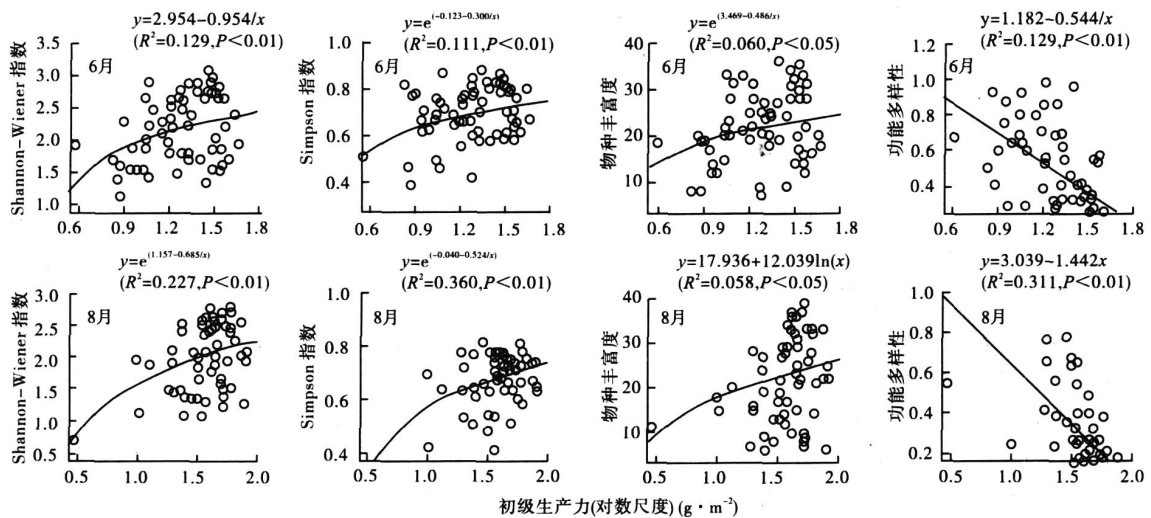 y=2.954-0.954/x
(R²=0.129,P<0.01)
y=e^(-0.123-0.300/x)
(R²=0.111,P<0.01)
y=e^(3.469-0.486/x)
(R²=0.060,P<0.05)
y=1.182-0.544/x
(R²=0.129,P<0.01)
Shannon-Wiener 指数
3.5
3.0
2.5
2.0
1.5
1.0
6月
0.6 0.9 1.2 1.5 1.8
Simpson 指数
1.0
0.8
0.6
0.4
6月
0.6 0.9 1.2 1.5 1.8
物种丰富度
40
30
20
10
6月
0.6 0.9 1.2 1.5 1.8
功能多样性
1.4
1.2
1.0
0.8
0.6
0.4
6月
0.6 0.9 1.2 1.5 1.8
y=e^(1.157-0.685/x)
(R²=0.227,P<0.01)
y=e^(-0.040-0.524/x)
(R²=0.360,P<0.01)
y=17.936+12.039ln(x)
(R²=0.058,P<0.05)
y=3.039-1.442x
(R²=0.311,P<0.01)
Shannon-Wiener 指数
3.0
2.5
2.0
1.5
1.0
0.5
8月
0.5 1.0 1.5 2.0
Simpson 指数
1.0
0.8
0.6
0.4
8月
0.5 1.0 1.5 2.0
物种丰富度
40
30
20
10
8月
0.5 1.0 1.5 2.0
功能多样性
1.0
0.8
0.6
0.4
0.2
8月
0.5 1.0 1.5 2.0
初级生产力(对数尺度) (g·m⁻²)